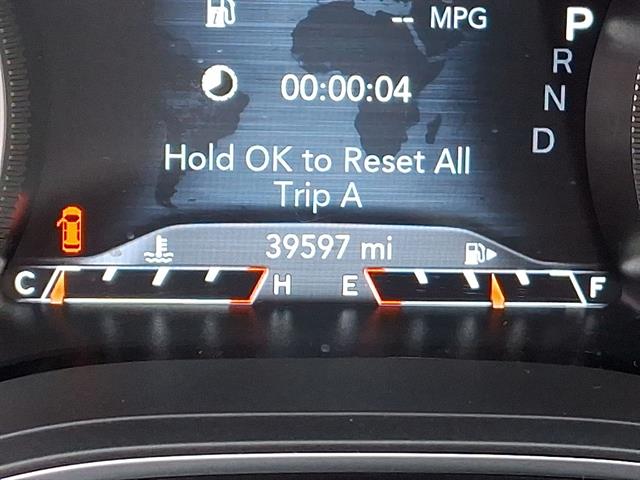 -- MPG
P
R
N
D
00:00:04
Hold OK to Reset All
Trip A
39597 mi
C H E F